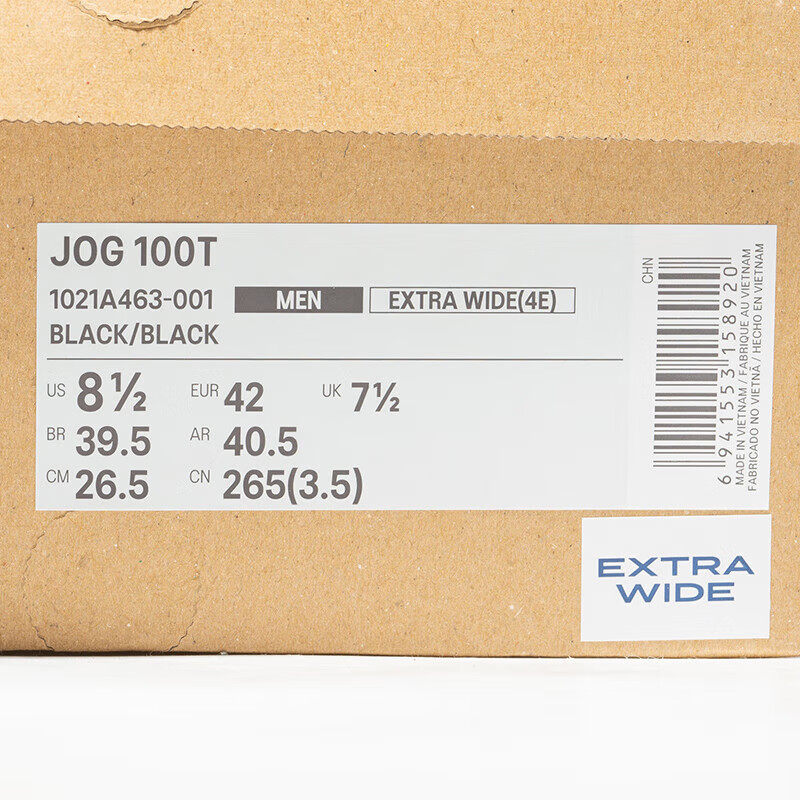 JOG 100T
1021A463-001 MEN EXTRA WIDE(4E)
BLACK/BLACK
US 8½ EUR 42 UK 7½
BR 39.5 AR 40.5
CM 26.5 CN 265(3.5)
CHN
6 941553 158920
MADE IN VIETNAM / FABRIQUE AU VIETNAM
FABRICADO NO VIETNÃ / HECHO EN VIETNAM
EXTRA
WIDE